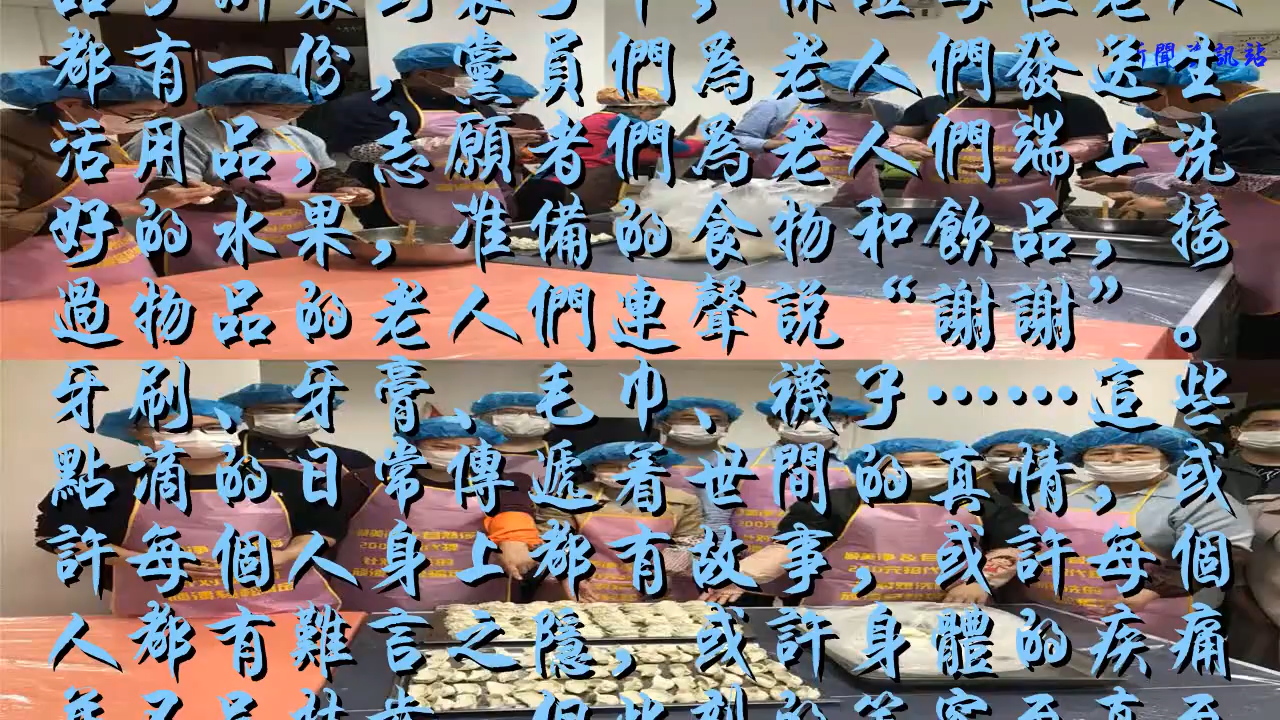 都有一份，黨員們爲老人們發送生
活用品，志願者們爲老人們端上洗
好的水果，准備的食物和飲品，接
過物品的老人們連聲説“謝謝”。
牙刷、牙膏、毛巾、襪子……這些
點滴的日常傳遞着世間的真情，或
許每個人身上都有故事，或許每個
人都有難言之隱，或許身體的疾痛